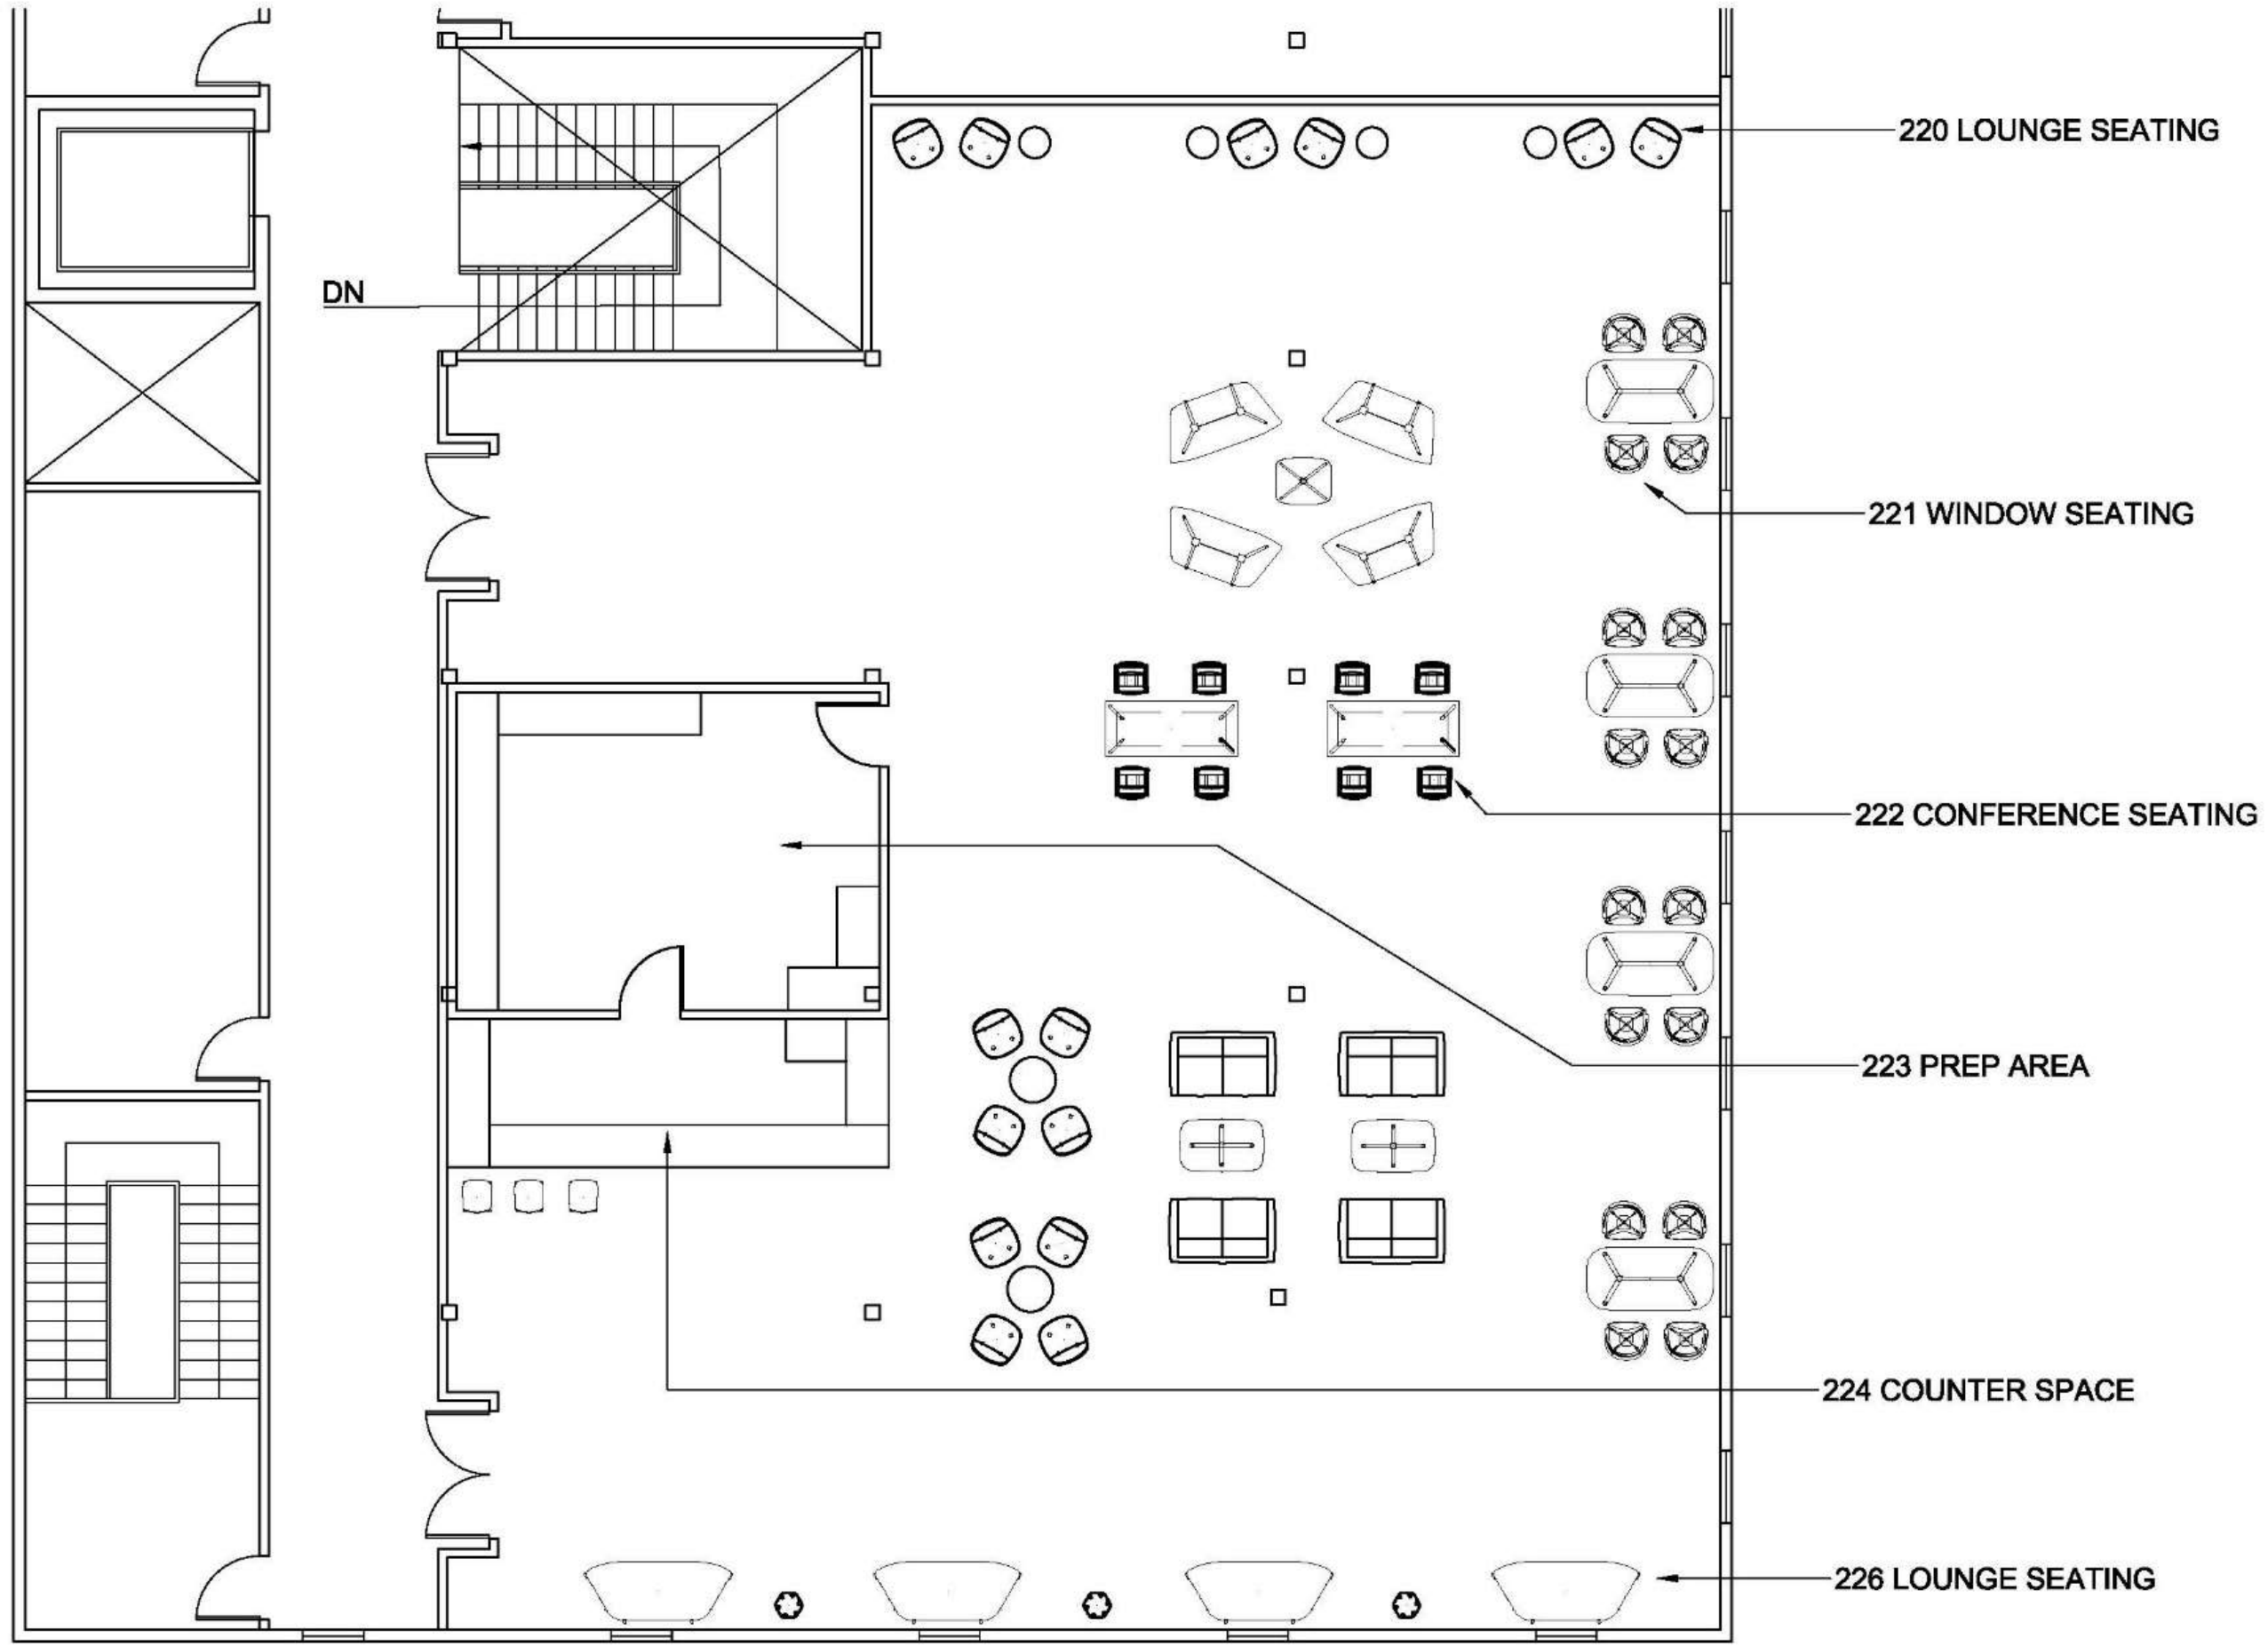 220 LOUNGE SEATING
DN
221 WINDOW SEATING
222 CONFERENCE SEATING
223 PREP AREA
224 COUNTER SPACE
226 LOUNGE SEATING